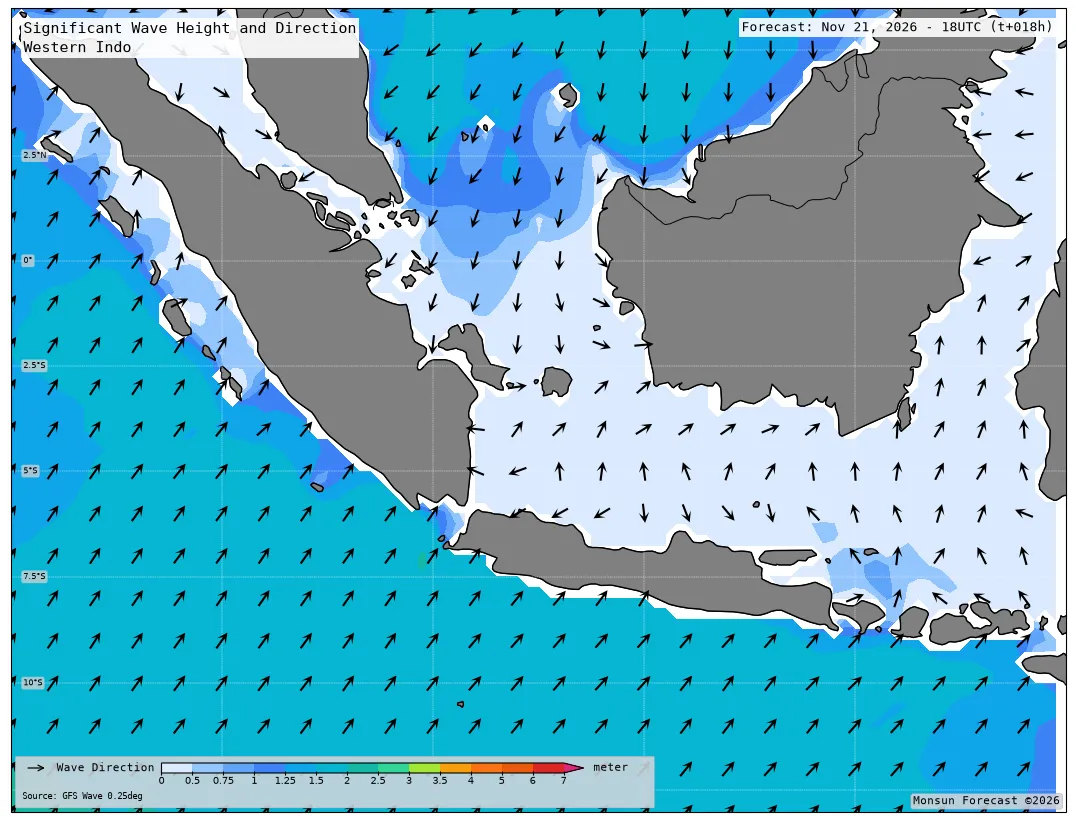 Significant Wave Height and Direction
Western Indo
Forecast: Nov 21, 2026 - 18UTC (t+018h)
2.5°N
0°
2.5°S
5°S
7.5°S
10°S
Wave Direction
meter
0 0.5 0.75 1 1.25 1.5 2 2.5 3 3.5 4 5 6 7
Source: GFS Wave 0.25deg
Monsun Forecast ©2026